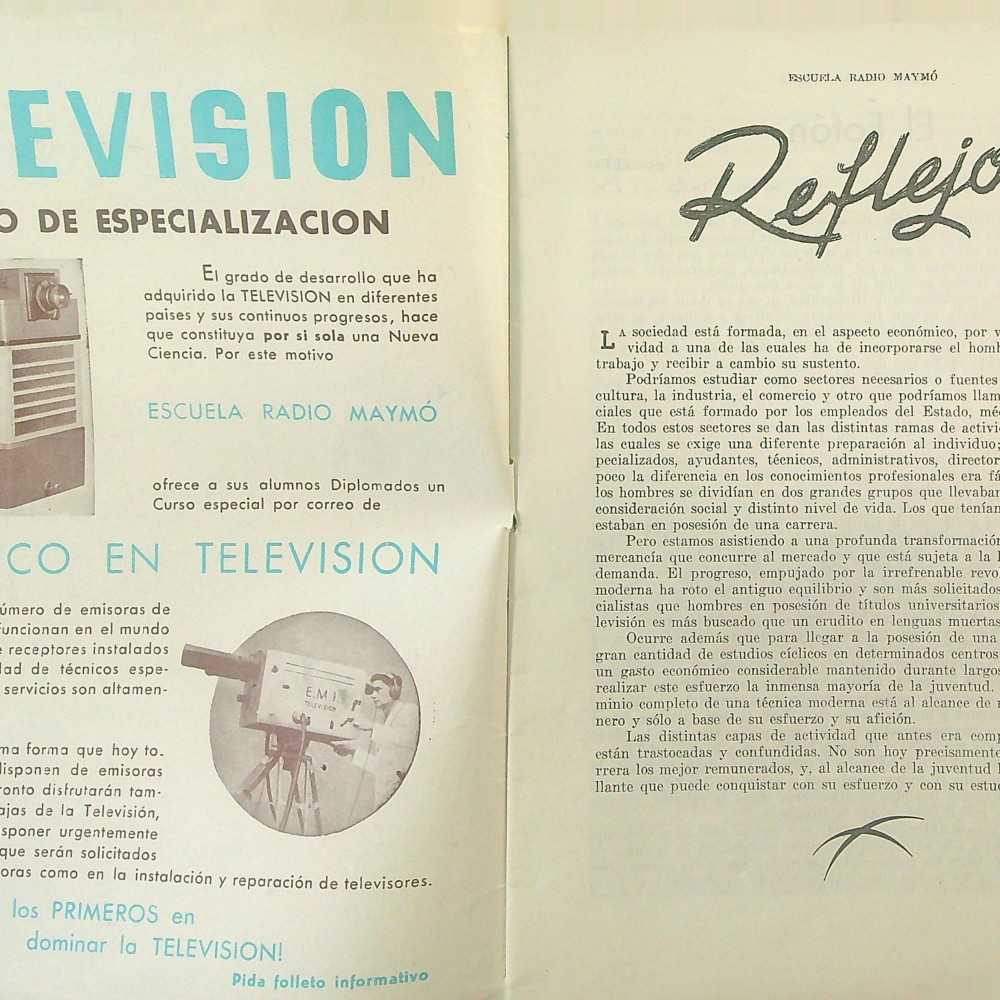 EVISION
O DE ESPECIALIZACION
El grado de desarrollo que ha
adquirido la TELEVISION en diferentes
paises y sus continuos progresos, hace
que constituya por si sola una Nueva
Ciencia. Por este motivo
ESCUELA RADIO MAYMÓ
ofrece a sus alumnos Diplomados un
Curso especial por correo de
CO EN TELEVISION
úmero de emisoras de
funcionan en el mundo
e receptores instalados
dad de técnicos espe-
servicios son altamen-
E.M.I.
TELEVISION
ma forma que hoy to-
disponen de emisoras
ronto disfrutarán tam-
ajas de la Televisión,
sponer urgentemente
que serán solicitados
oras como en la instalación y reparación de televisores.
los PRIMEROS en
dominar la TELEVISION!
Pida folleto informativo
ESCUELA RADIO MAYMÓ
Reflejo
LA sociedad está formada, en el aspecto económico, por v
vidad a una de las cuales ha de incorporarse el homb
trabajo y recibir a cambio su sustento.
Podríamos estudiar como sectores necesarios o fuentes
cultura, la industria, el comercio y otro que podríamos llam
ciales que está formado por los empleados del Estado, mé
En todos estos sectores se dan las distintas ramas de activi
las cuales se exige una diferente preparación al individuo;
pecializados, ayudantes, técnicos, administrativos, director
poco la diferencia en los conocimientos profesionales era fá
los hombres se dividían en dos grandes grupos que llevaban
consideración social y distinto nivel de vida. Los que tenían
estaban en posesión de una carrera.
Pero estamos asistiendo a una profunda transformación
mercancía que concurre al mercado y que está sujeta a la l
demanda. El progreso, empujado por la irrefrenable revol
moderna ha roto el antiguo equilibrio y son más solicitados
cialistas que hombres en posesión de títulos universitarios
levisión es más buscado que un erudito en lenguas muertas
Ocurre además que para llegar a la posesión de una
gran cantidad de estudios cíclicos en determinados centros
un gasto económico considerable mantenido durante largos
realizar este esfuerzo la inmensa mayoría de la juventud.
minio completo de una técnica moderna está al alcance de
nero y sólo a base de su esfuerzo y su afición.
Las distintas capas de actividad que antes era comp
están trastocadas y confundidas. No son hoy precisamente
rrera los mejor remunerados, y, al alcance de la juventud
llante que puede conquistar con su esfuerzo y con su estu